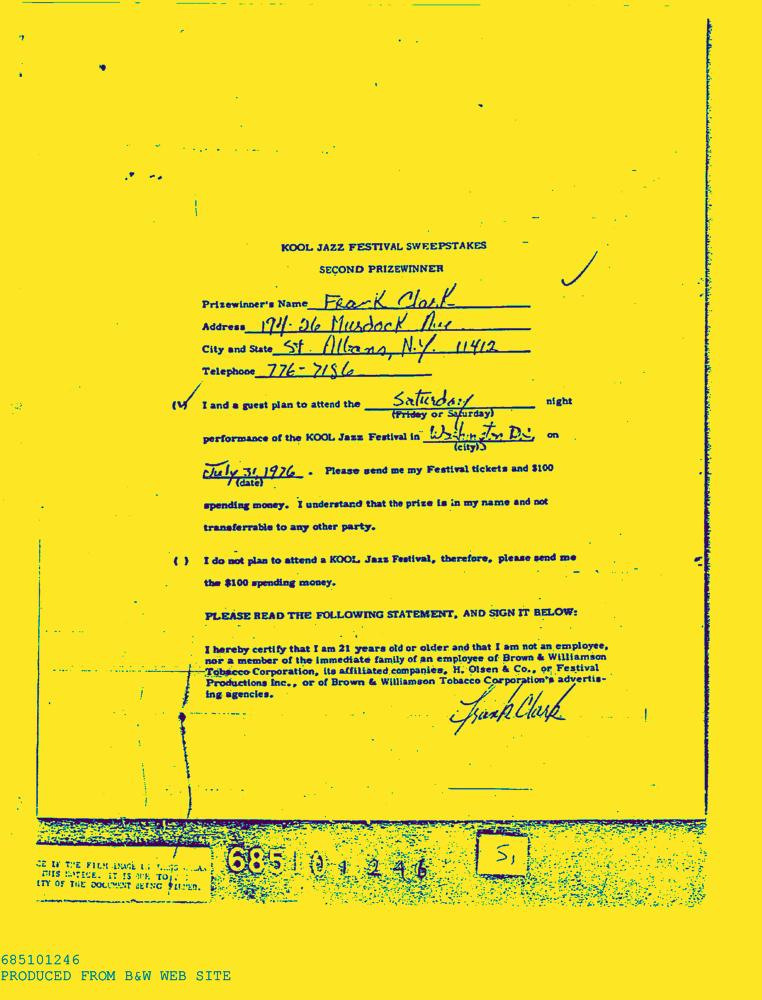 KOOL JAZZ FESTIVAL SWEEPSTAKES
SECOND PRIZEWINNER
Prizewinner's Name Frank Clark
Address 194-26 Murdock Ave
City and State St. Albans, N.Y. 11412
Telephone 776-7186
(✓) I and a guest plan to attend the Saturday night
(Friday or Saturday)
performance of the KOOL Jazz Festival in Washington D.C. on
(city)
July 31, 1976 . Please send me my Festival tickets and $100
(date)
spending money. I understand that the prize is in my name and not
transferrable to any other party.
( ) I do not plan to attend a KOOL Jazz Festival, therefore, please send me
the $100 spending money.
PLEASE READ THE FOLLOWING STATEMENT, AND SIGN IT BELOW:
I hereby certify that I am 21 years old or older and that I am not an employee,
nor a member of the immediate family of an employee of Brown & Williamson
Tobacco Corporation, its affiliated companies, H. Olsen & Co., or Festival
Productions Inc., or of Brown & Williamson Tobacco Corporation's advertis-
ing agencies.
Frank Clark
CE IF THE FILM IMAGE IS
THIS NOTICE. IT IS DUE TO
ITY OF THE DOCUMENT BEING FILMED.
685101246
S,
685101246
PRODUCED FROM B&W WEB SITE